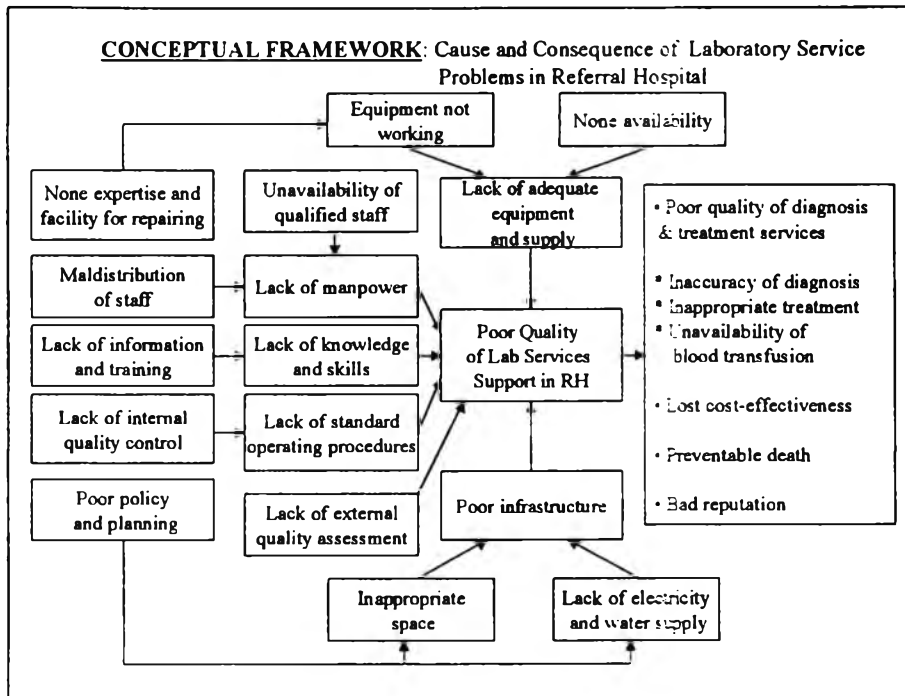 CONCEPTUAL FRAMEWORK: Cause and Consequence of Laboratory Service
Problems in Referral Hospital
Equipment not
working
None availability
None expertise and
facility for repairing
Unavailability of
qualified staff
Lack of adequate
equipment
and supply
Maldistribution
of staff
Lack of manpower
Lack of information
and training
Lack of knowledge
and skills
Poor Quality
of Lab Services
Support in RH
Lack of internal
quality control
Lack of standard
operating procedures
Poor policy
and planning
Lack of external
quality assessment
Poor infrastructure
Inappropriate
space
Lack of electricity
and water supply
• Poor quality of diagnosis
& treatment services
* Inaccuracy of diagnosis
* Inappropriate treatment
* Unavailability of
blood transfusion
• Lost cost-effectiveness
• Preventable death
• Bad reputation